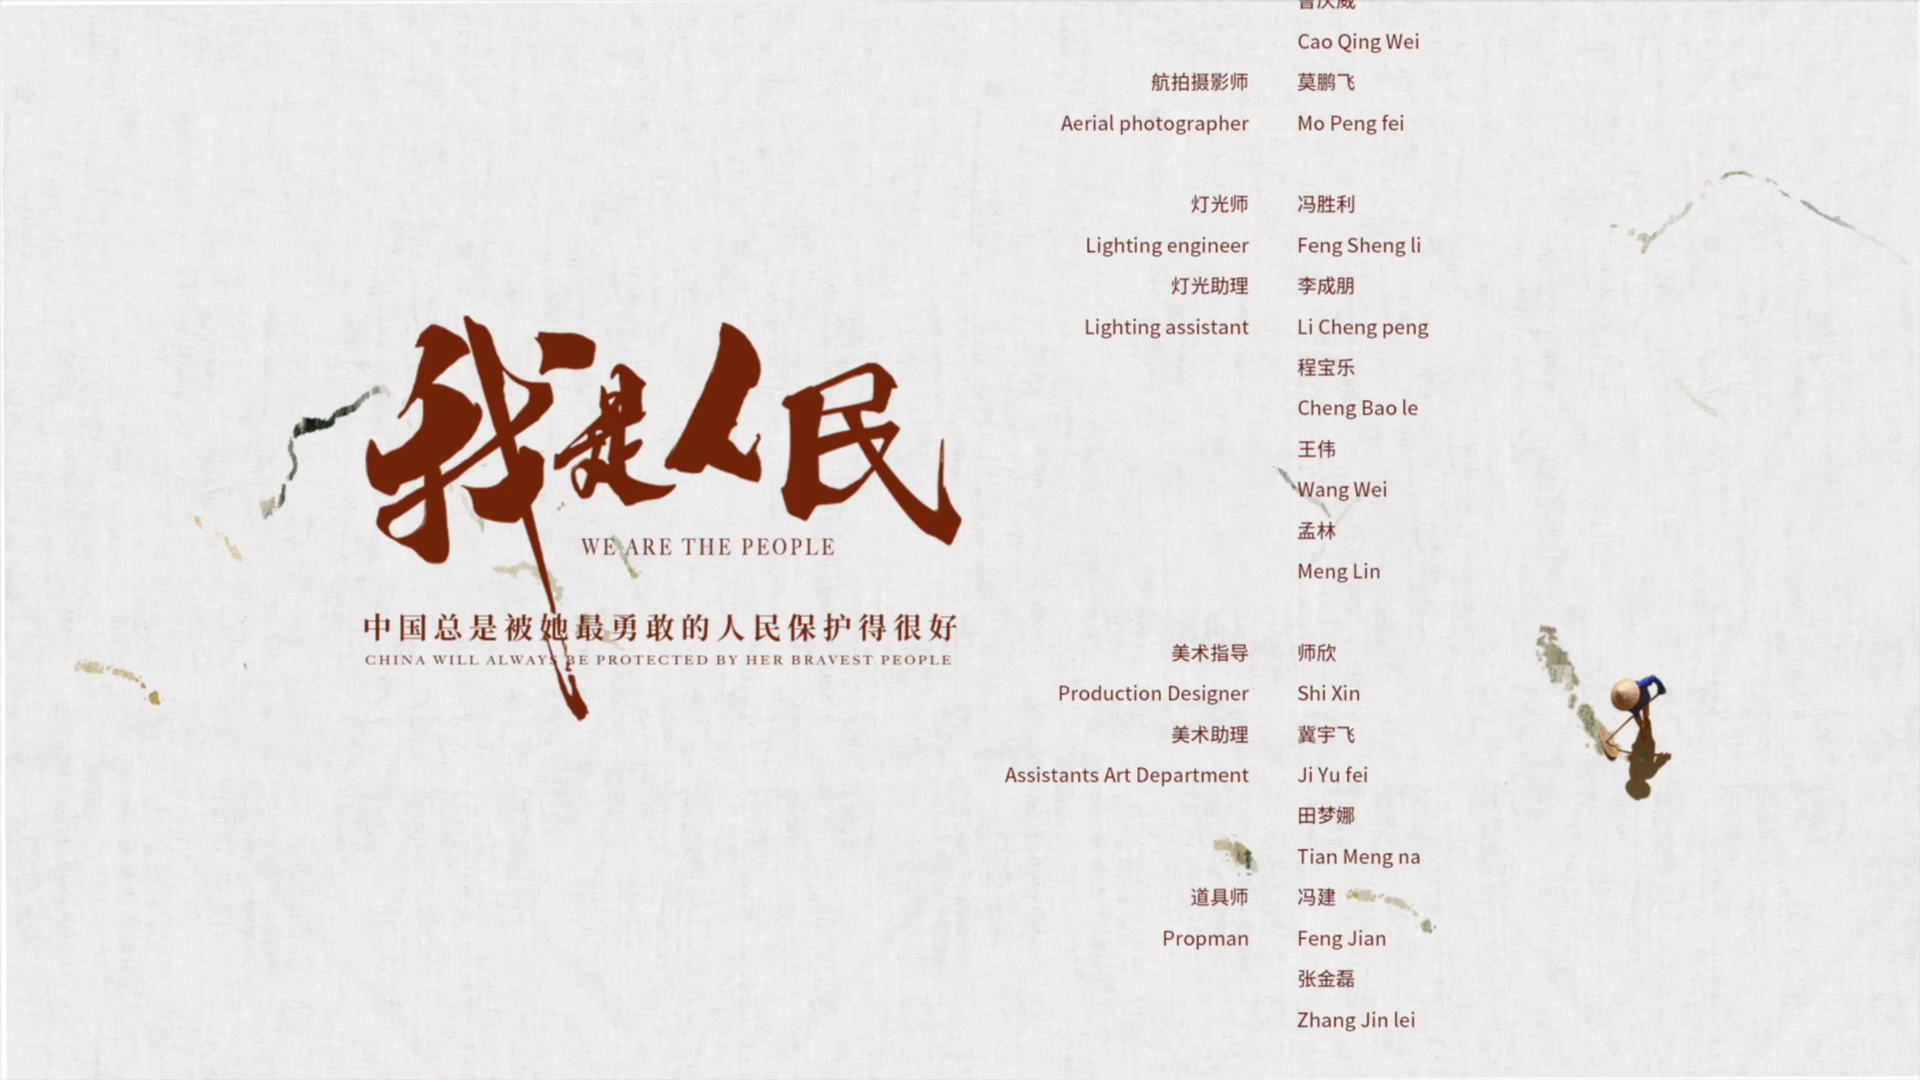 我是人民
WE ARE THE PEOPLE
中国总是被她最勇敢的人民保护得很好
CHINA WILL ALWAYS BE PROTECTED BY HER BRAVEST PEOPLE
Cao Qing Wei
航拍摄影师 莫鹏飞
Aerial photographer Mo Peng fei
灯光师 冯胜利
Lighting engineer Feng Sheng li
灯光助理 李成朋
Lighting assistant Li Cheng peng
程宝乐
Cheng Bao le
王伟
Wang Wei
孟林
Meng Lin
美术指导 师欣
Production Designer Shi Xin
美术助理 冀宇飞
Assistants Art Department Ji Yu fei
田梦娜
Tian Meng na
道具师 冯建
Propman Feng Jian
张金磊
Zhang Jin lei